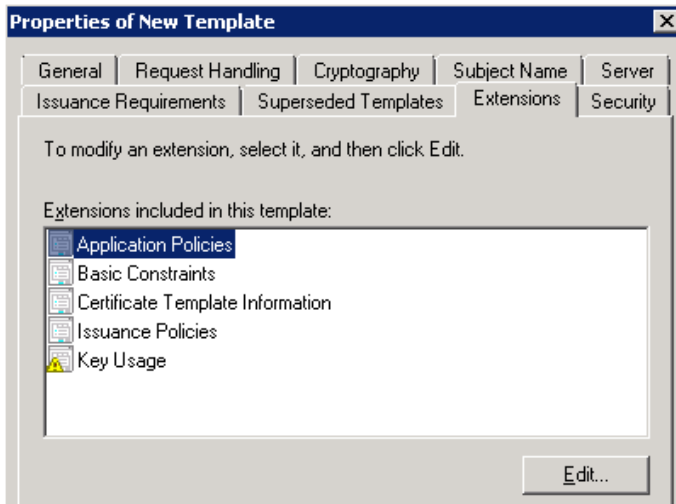 Properties of New Template
General Request Handling Cryptography Subject Name Server
Issuance Requirements Superseded Templates Extensions Security
To modify an extension, select it, and then click Edit.
Extensions included in this template:
Application Policies
Basic Constraints
Certificate Template Information
Issuance Policies
Key Usage
Edit...